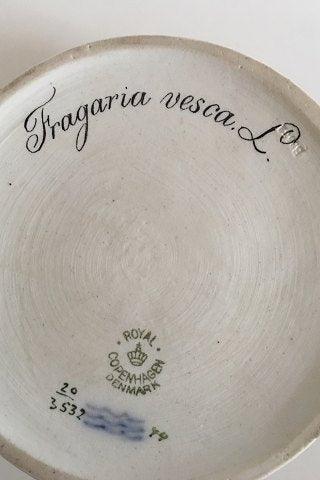 Fragaria vesca. L.
ROYAL
COPENHAGEN
DENMARK
20
3532